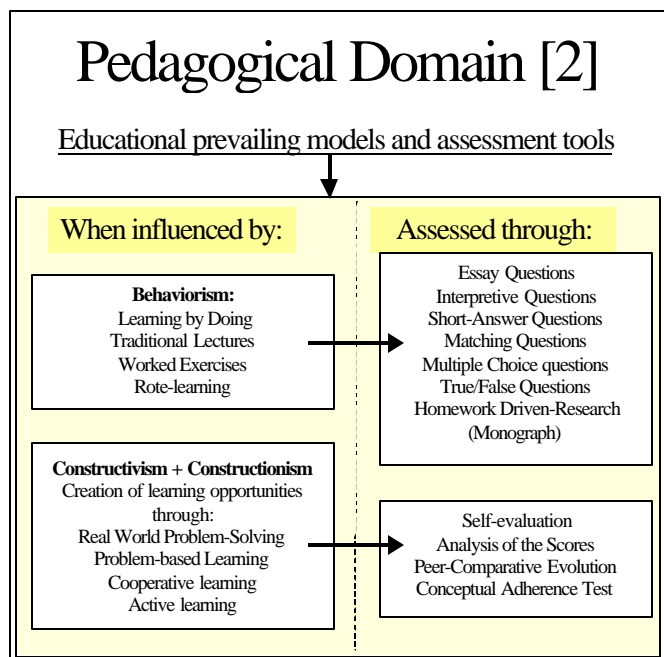 Pedagogical Domain [2]
Educational prevailing models and assessment tools
When influenced by:
Behaviorism:
Learning by Doing
Traditional Lectures
Worked Exercises
Rote-learning
Constructivism + Constructionism
Creation of learning opportunities
through:
Real World Problem-Solving
Problem-based Learning
Cooperative learning
Active learning
Assessed through:
Essay Questions
Interpretive Questions
Short-Answer Questions
Matching Questions
Multiple Choice questions
True/False Questions
Homework Driven-Research
(Monograph)
Self-evaluation
Analysis of the Scores
Peer-Comparative Evolution
Conceptual Adherence Test